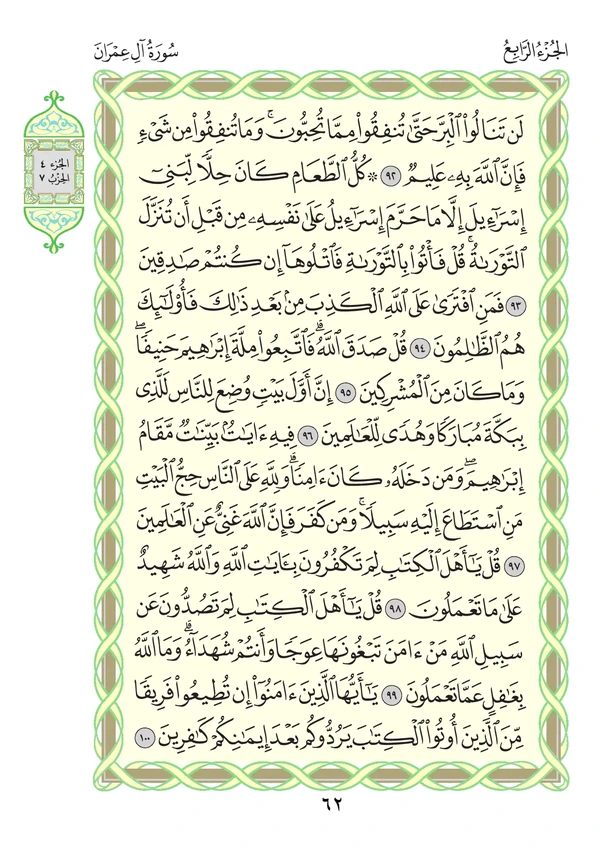 الجُزْءُ الرَّابِعُ
سُورَةُ آلِ عِمْرَانَ
الجزء ٤
الحِزْبُ ٧
لَن تَنَالُوا۟ ٱلْبِرَّ حَتَّىٰ تُنفِقُوا۟ مِمَّا تُحِبُّونَ ۚ وَمَا تُنفِقُوا۟ مِن شَىْءٍ
فَإِنَّ ٱللَّهَ بِهِۦ عَلِيمٌ ٩٢ ۞ كُلُّ ٱلطَّعَامِ كَانَ حِلًّا لِّبَنِىٓ
إِسْرَٰٓءِيلَ إِلَّا مَا حَرَّمَ إِسْرَٰٓءِيلُ عَلَىٰ نَفْسِهِۦ مِن قَبْلِ أَن تُنَزَّلَ
ٱلتَّوْرَىٰةُ ۗ قُلْ فَأْتُوا۟ بِٱلتَّوْرَىٰةِ فَٱتْلُوهَآ إِن كُنتُمْ صَٰدِقِينَ
٩٣ فَمَنِ ٱفْتَرَىٰ عَلَى ٱللَّهِ ٱلْكَذِبَ مِنۢ بَعْدِ ذَٰلِكَ فَأُو۟لَٰٓئِكَ
هُمُ ٱلظَّٰلِمُونَ ٩٤ قُلْ صَدَقَ ٱللَّهُ ۗ فَٱتَّبِعُوا۟ مِلَّةَ إِبْرَٰهِيمَ حَنِيفًا ۖ
وَمَا كَانَ مِنَ ٱلْمُشْرِكِينَ ٩٥ إِنَّ أَوَّلَ بَيْتٍ وُضِعَ لِلنَّاسِ لَلَّذِى
بِبَكَّةَ مُبَارَكًا وَهُدًى لِّلْعَٰلَمِينَ ٩٦ فِيهِ ءَايَٰتٌۢ بَيِّنَٰتٌ مَّقَامُ
إِبْرَٰهِيمَ ۖ وَمَن دَخَلَهُۥ كَانَ ءَامِنًا ۗ وَلِلَّهِ عَلَى ٱلنَّاسِ حِجُّ ٱلْبَيْتِ
مَنِ ٱسْتَطَاعَ إِلَيْهِ سَبِيلًا ۚ وَمَن كَفَرَ فَإِنَّ ٱللَّهَ غَنِىٌّ عَنِ ٱلْعَٰلَمِينَ
٩٧ قُلْ يَٰٓأَهْلَ ٱلْكِتَٰبِ لِمَ تَكْفُرُونَ بِـَٔايَٰتِ ٱللَّهِ وَٱللَّهُ شَهِيدٌ
عَلَىٰ مَا تَعْمَلُونَ ٩٨ قُلْ يَٰٓأَهْلَ ٱلْكِتَٰبِ لِمَ تَصُدُّونَ عَن
سَبِيلِ ٱللَّهِ مَنْ ءَامَنَ تَبْغُونَهَا عِوَجًا وَأَنتُمْ شُهَدَآءُ ۗ وَمَا ٱللَّهُ
بِغَٰفِلٍ عَمَّا تَعْمَلُونَ ٩٩ يَٰٓأَيُّهَا ٱلَّذِينَ ءَامَنُوٓا۟ إِن تُطِيعُوا۟ فَرِيقًا
مِّنَ ٱلَّذِينَ أُوتُوا۟ ٱلْكِتَٰبَ يَرُدُّوكُم بَعْدَ إِيمَٰنِكُمْ كَٰفِرِينَ ١٠٠
٦٢